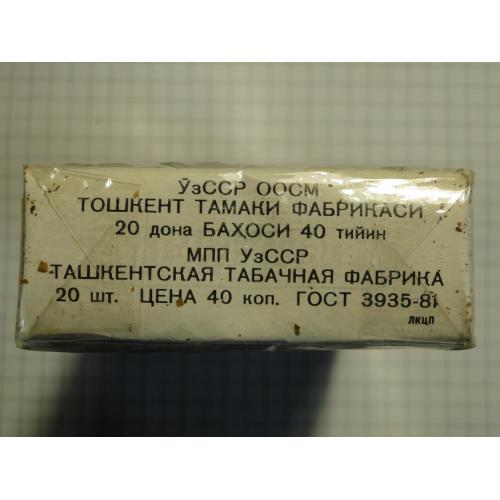 ЎзССР ООСМ
ТОШКЕНТ ТАМАКИ ФАБРИКАСИ
20 дона БАҲОСИ 40 тийин
МПП УзССР
ТАШКЕНТСКАЯ ТАБАЧНАЯ ФАБРИКА
20 шт. ЦЕНА 40 коп. ГОСТ 3935-81
ЛКЦП